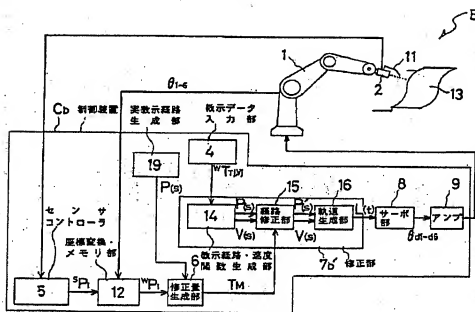 E
11
1
2
13
θ1-6
Cb 制御装置
実教示経路
生成部
教示データ
入力部
19
4
P(s)
15
16
8
9
14
経路
修正部
軌道
生成部
サーボ
部
アンプ
V(s)
V(s)
θd1-d6
センサ
コントローラ
座標変換・
メモリ部
6
教示経路・速度
関数生成部
7b'
修正部
5
SP1
12
WP1
修正量
生成部
TM